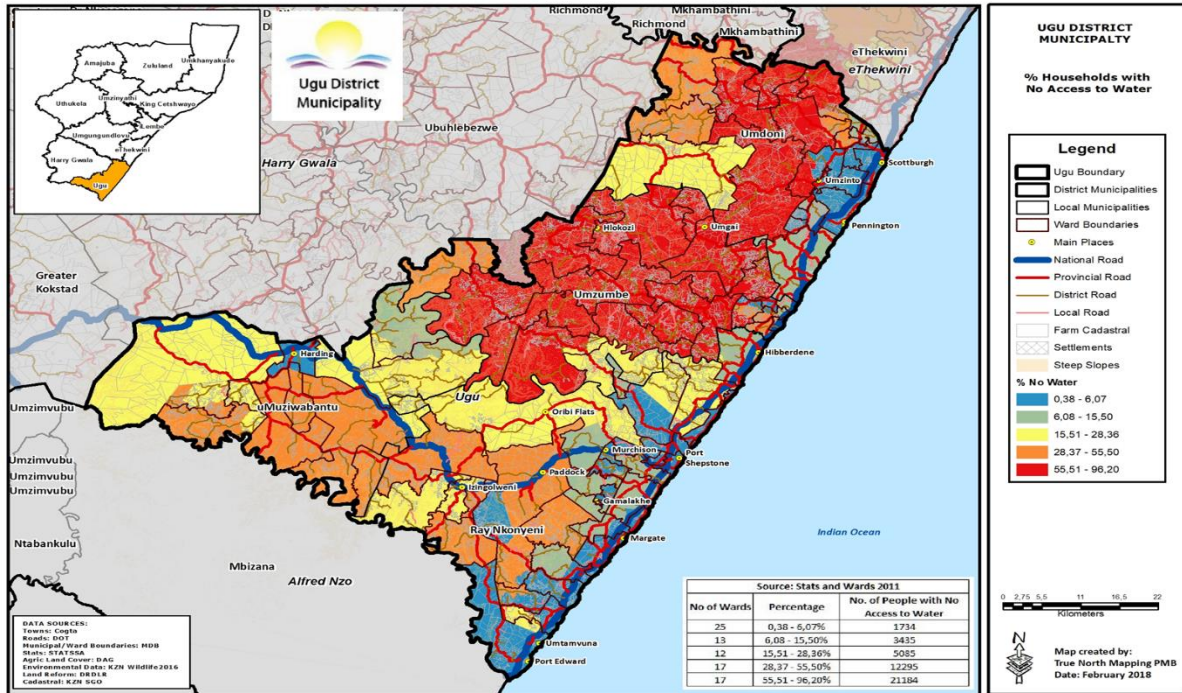 Richmond
Mkhambathini
Richmond
Mkhambathini
eThekwini
eThekwini
Amajuba
Zululand
Umkhanyakude
Umzinyathi
Uthukela
King Cetshwayo
iLembe
Umgungundlovu
eThekwini
Harry Gwala
Ugu
Ugu District
Municipality
Ubuhlebezwe
Harry Gwala
Umdoni
Scottburgh
Umzinto
Pennington
Hlokozi
Umgai
Greater
Kokstad
Umzumbe
Hibberdene
Harding
Ugu
uMuziwabantu
Oribi Flats
Umzimvubu
Murchison
Port
Shepstone
Umzimvubu
Umzimvubu
Umzimvubu
Paddock
Izingolweni
Gamalakhe
Ray Nkonyeni
Margate
Indian Ocean
Ntabankulu
Mbizana
Alfred Nzo
Umtamvuna
Port Edward
DATA SOURCES:
Towns: Cogta
Roads: DOT
Municipal/Ward Boundaries: MDB
Stats: STATSSA
Agric Land Cover: DAG
Environmental Data: KZN Wildlife2016
Land Reform: DRDLR
Cadastral: KZN SGO
Source: Stats and Wards 2011
No of Wards Percentage No. of People with No Access to Water
25 0,38 - 6,07% 1734
13 6,08 - 15,50% 3435
12 15,51 - 28,36% 5085
17 28,37 - 55,50% 12295
17 55,51 - 96,20% 21184
UGU DISTRICT
MUNICIPALTY
% Households with
No Access to Water
Legend
Ugu Boundary
District Municipalities
Local Municipalities
Ward Boundaries
Main Places
National Road
Provincial Road
District Road
Local Road
Farm Cadastral
Settlements
Steep Slopes
% No Water
0,38 - 6,07
6,08 - 15,50
15,51 - 28,36
28,37 - 55,50
55,51 - 96,20
0 2,75 5,5 11 16,5 22
Kilometers
N
Map created by:
True North Mapping PMB
Date: February 2018